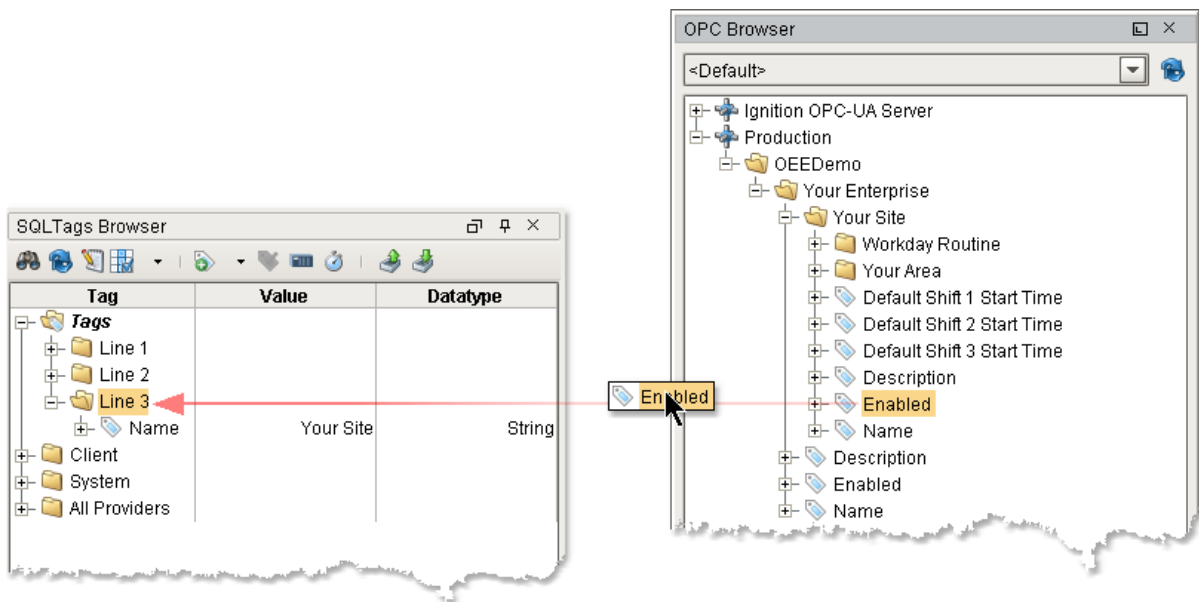 OPC Browser
<Default>
Ignition OPC-UA Server
Production
OEEDemo
Your Enterprise
Your Site
Workday Routine
Your Area
Default Shift 1 Start Time
Default Shift 2 Start Time
Default Shift 3 Start Time
Description
Enabled
Name
Description
Enabled
Name
SQLTags Browser
Tag Value Datatype
Tags
Line 1
Line 2
Line 3
Name Your Site String
Client
System
All Providers
Enabled